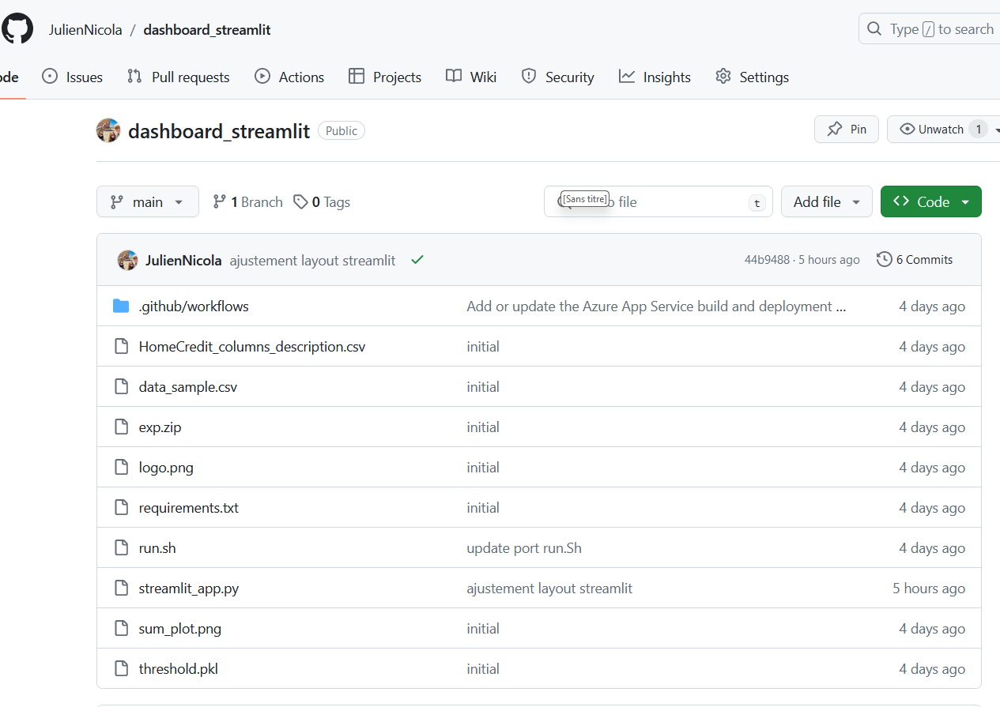 JulienNicola / dashboard_streamlit
Type / to search
ode Issues Pull requests Actions Projects Wiki Security Insights Settings
dashboard_streamlit Public
Pin Unwatch 1
main 1 Branch 0 Tags
[Sans titre] o file t Add file Code
JulienNicola ajustement layout streamlit 44b9488 · 5 hours ago 6 Commits
.github/workflows Add or update the Azure App Service build and deployment ... 4 days ago
HomeCredit_columns_description.csv initial 4 days ago
data_sample.csv initial 4 days ago
exp.zip initial 4 days ago
logo.png initial 4 days ago
requirements.txt initial 4 days ago
run.sh update port run.Sh 4 days ago
streamlit_app.py ajustement layout streamlit 5 hours ago
sum_plot.png initial 4 days ago
threshold.pkl initial 4 days ago